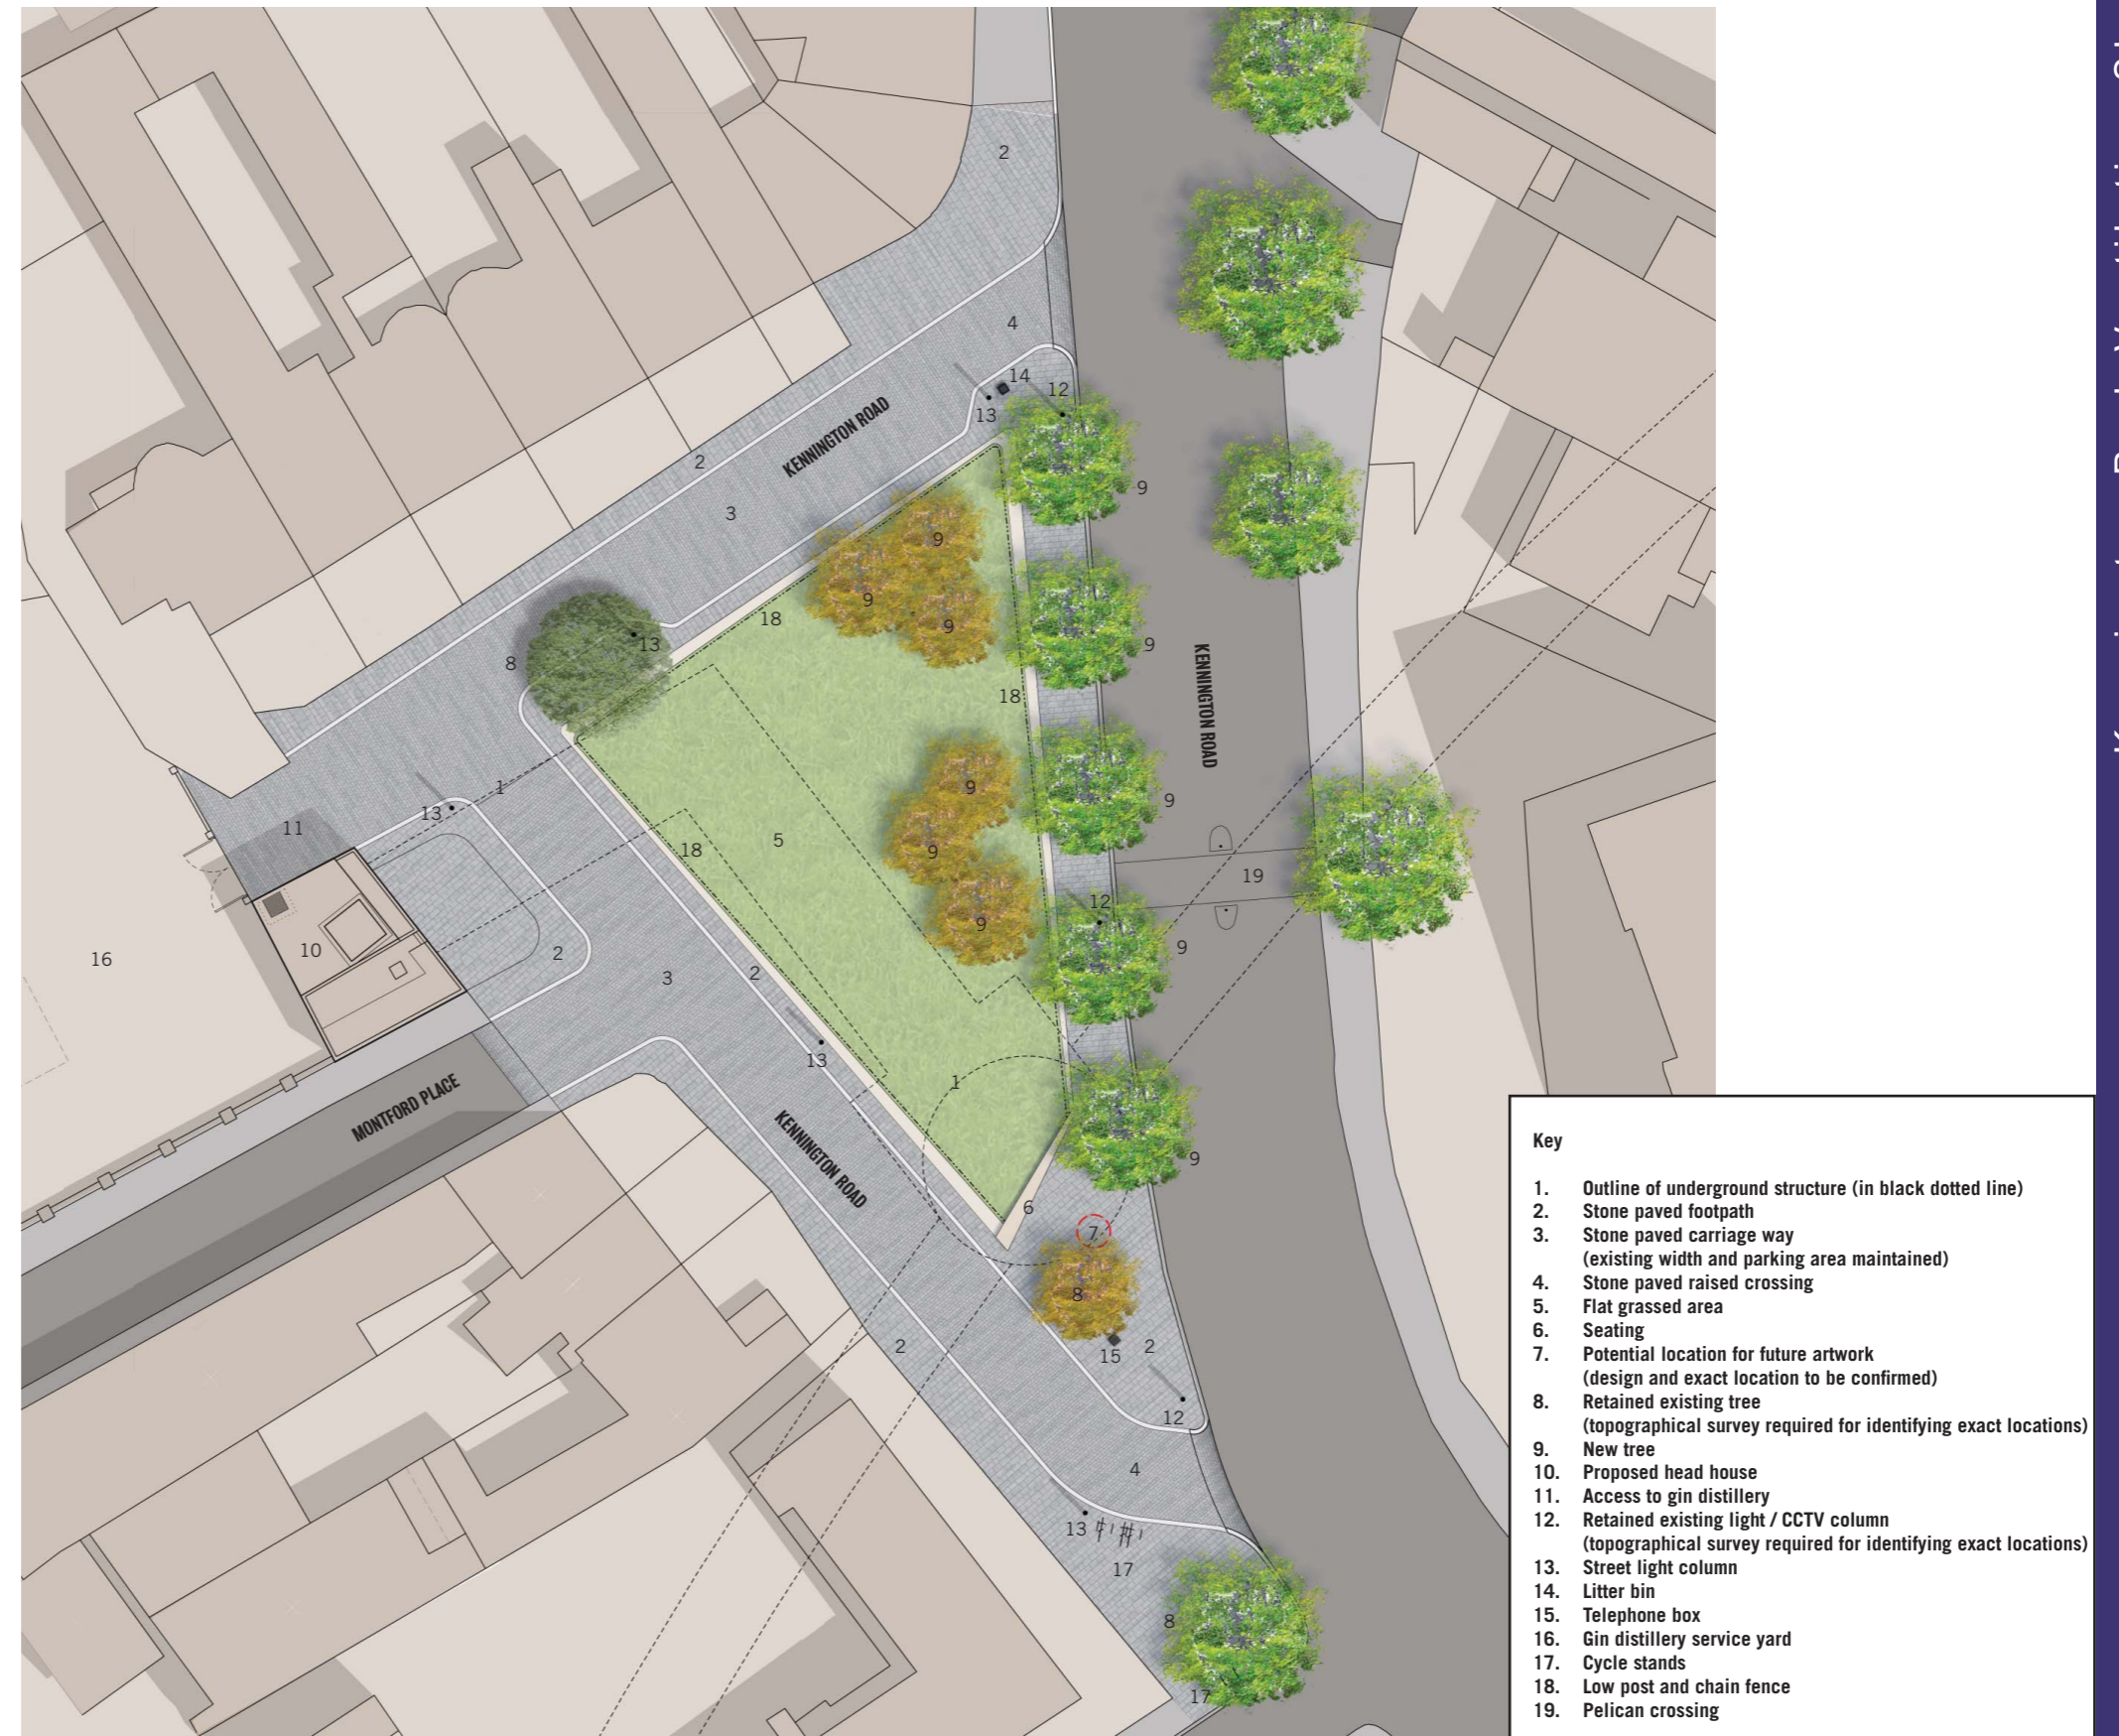 2
4
14
12
13
KENNINGTON ROAD
2
9
3
9
9
18
9
13
8
9
18
KENNINGTON ROAD
1
9
9
13
11
5
18
9
19
12
9
9
10
2
16
2
3
13
1
MONTFORD PLACE
KENNINGTON ROAD
9
6
7
8
2
15
2
12
4
13
17
8
17
Key
1. Outline of underground structure (in black dotted line)
2. Stone paved footpath
3. Stone paved carriage way
(existing width and parking area maintained)
4. Stone paved raised crossing
5. Flat grassed area
6. Seating
7. Potential location for future artwork
(design and exact location to be confirmed)
8. Retained existing tree
(topographical survey required for identifying exact locations)
9. New tree
10. Proposed head house
11. Access to gin distillery
12. Retained existing light / CCTV column
(topographical survey required for identifying exact locations)
13. Street light column
14. Litter bin
15. Telephone box
16. Gin distillery service yard
17. Cycle stands
18. Low post and chain fence
19. Pelican crossing